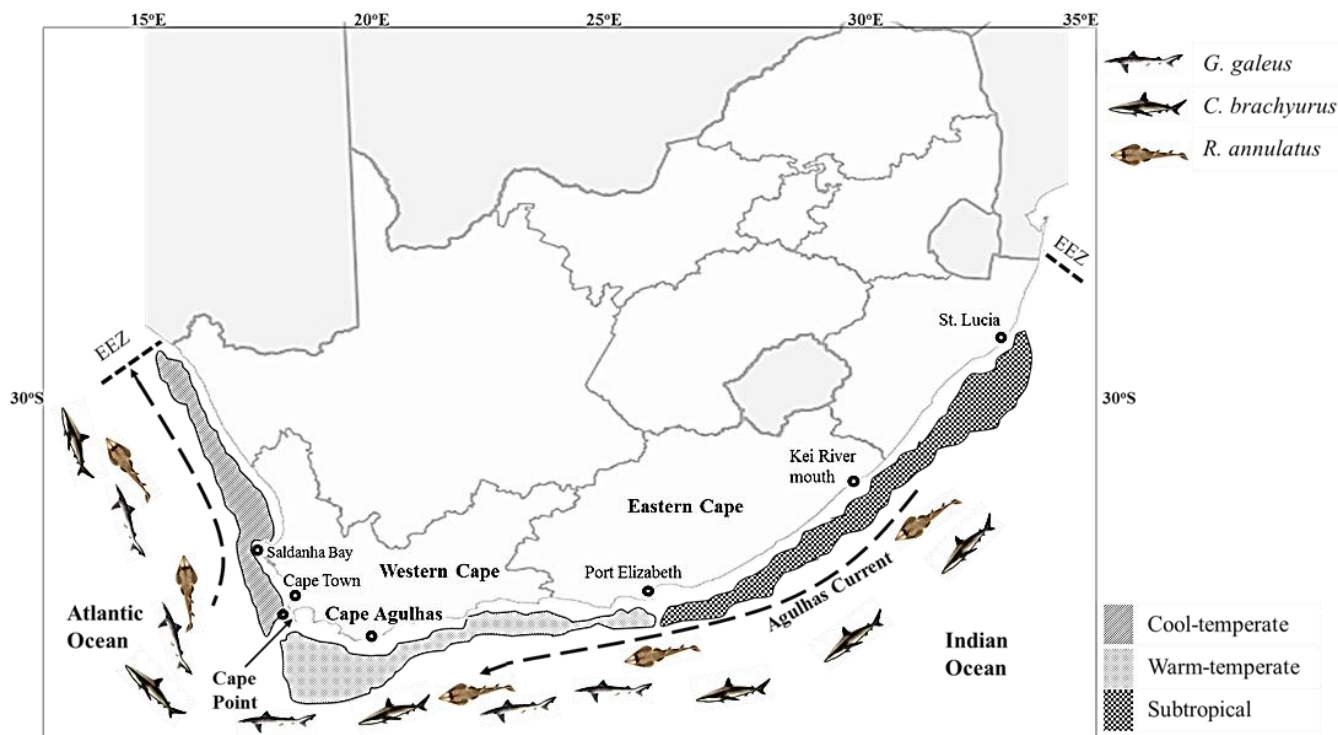 15ºE
20ºE
25ºE
30ºE
35ºE
G. galeus
C. brachyurus
R. annulatus
EEZ
St. Lucia
EEZ
30ºS
30ºS
Kei River
mouth
Eastern Cape
Saldanha Bay
Cape Town
Western Cape
Port Elizabeth
Cape Agulhas
Agulhas Current
Atlantic
Ocean
Cape
Point
Indian
Ocean
Cool-temperate
Warm-temperate
Subtropical